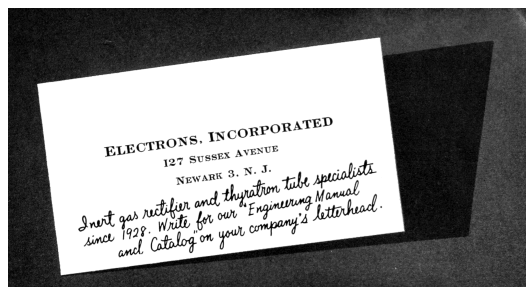 ELECTRONS, INCORPORATED
127 SUSSEX AVENUE
NEWARK 3, N. J.
Inert gas rectifier and thyratron tube specialists
since 1928. Write for our "Engineering Manual
and Catalog" on your company's letterhead.